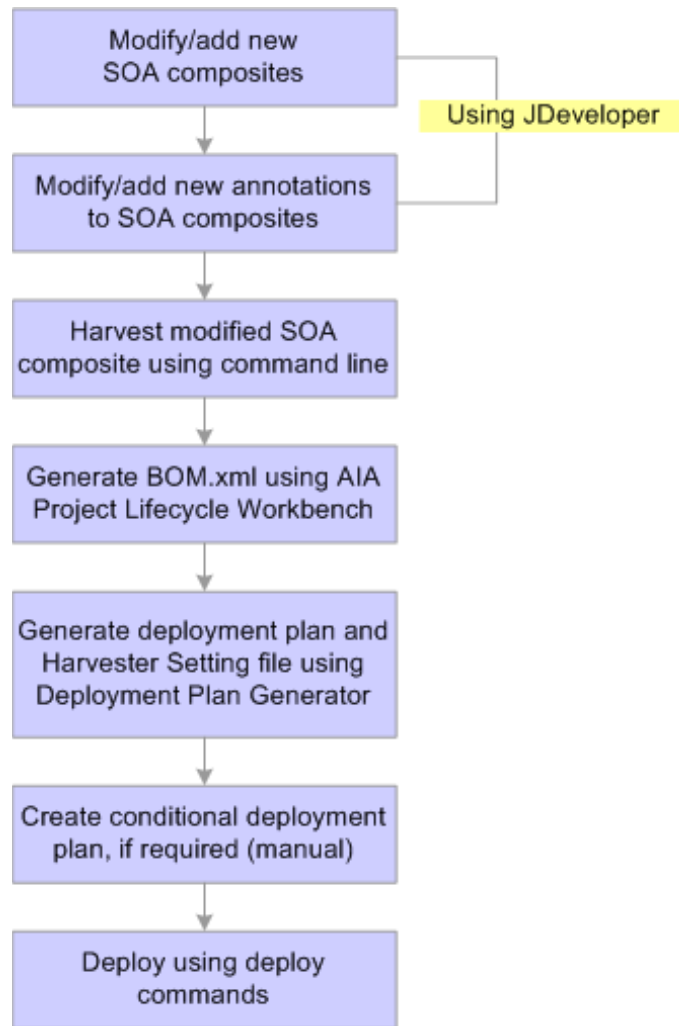 Modify/add new
SOA composites
Using JDeveloper
Modify/add new annotations
to SOA composites
Harvest modified SOA
composite using command line
Generate BOM.xml using AIA
Project Lifecycle Workbench
Generate deployment plan and
Harvester Setting file using
Deployment Plan Generator
Create conditional deployment
plan, if required (manual)
Deploy using deploy
commands